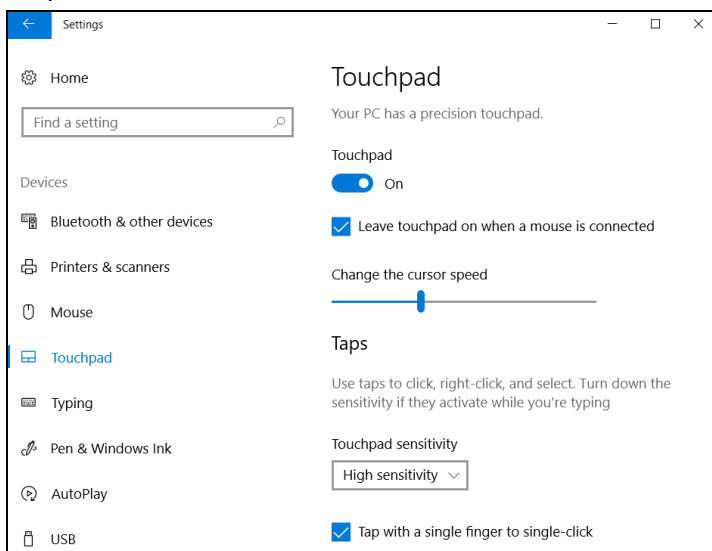 Settings
Home
Find a setting
Devices
Bluetooth & other devices
Printers & scanners
Mouse
Touchpad
Typing
Pen & Windows Ink
AutoPlay
USB
Touchpad
Your PC has a precision touchpad.
Touchpad
On
Leave touchpad on when a mouse is connected
Change the cursor speed
Taps
Use taps to click, right-click, and select. Turn down the
sensitivity if they activate while you're typing
Touchpad sensitivity
High sensitivity
Tap with a single finger to single-click